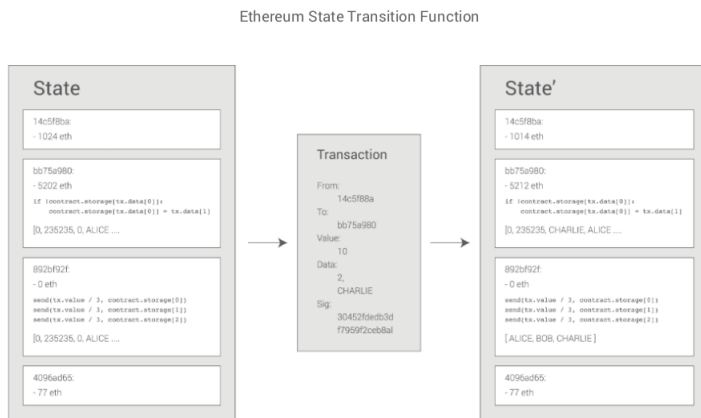 Ethereum State Transition Function
State
14c5f8ba:
- 1024 eth
bb75a980:
- 5202 eth
if !contract.storage[tx.data[0]]:
contract.storage[tx.data[0]] = tx.data[1]
[0, 235235, 0, ALICE ....
892bf92f:
- 0 eth
send(tx.value / 3, contract.storage[0])
send(tx.value / 3, contract.storage[1])
send(tx.value / 3, contract.storage[2])
[0, 235235, 0, ALICE ....
4096ad65:
- 77 eth
Transaction
From:
14c5f88a
To:
bb75a980
Value:
10
Data:
2,
CHARLIE
Sig:
30452fdedb3d
f7959f2ceb8a1
State’
14c5f8ba:
- 1014 eth
bb75a980:
- 5212 eth
if !contract.storage[tx.data[0]]:
contract.storage[tx.data[0]] = tx.data[1]
[0, 235235, CHARLIE, ALICE ....
892bf92f:
- 0 eth
send(tx.value / 3, contract.storage[0])
send(tx.value / 3, contract.storage[1])
send(tx.value / 3, contract.storage[2])
[ ALICE, BOB, CHARLIE ]
4096ad65:
- 77 eth